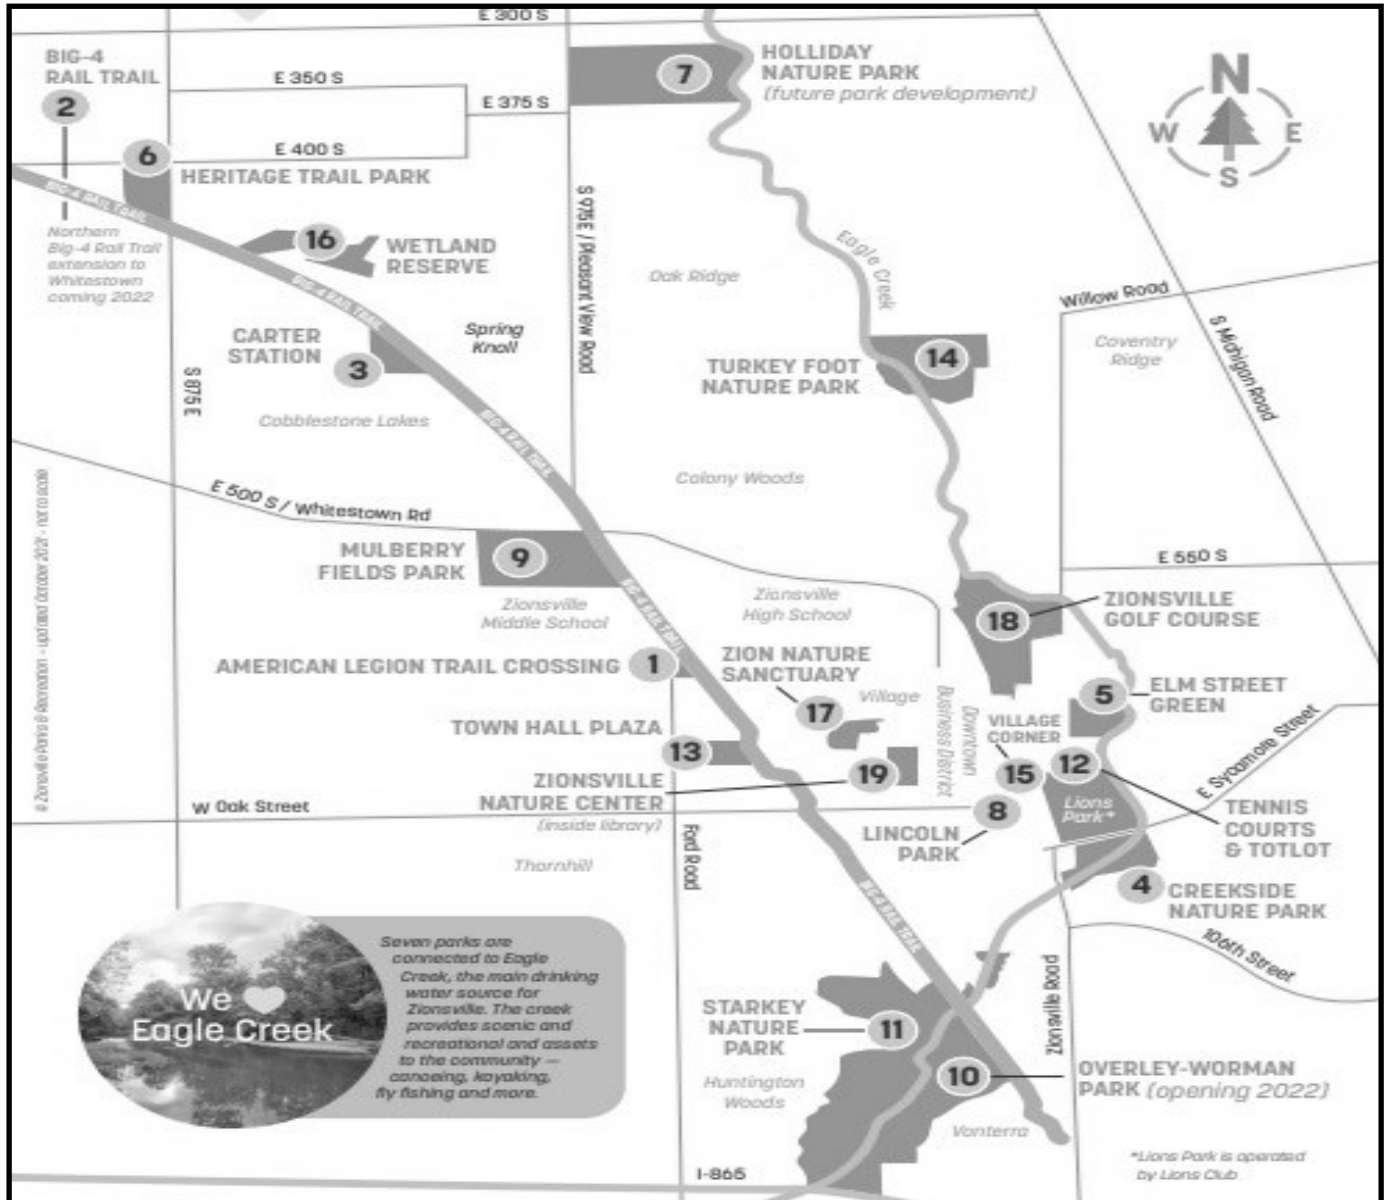 E 300 S
BIG-4
RAIL TRAIL
2
E 350 S
E 375 S
7
HOLLIDAY
NATURE PARK
(future park development)
N
W E
S
6
E 400 S
HERITAGE TRAIL PARK
BIG-4 RAIL TRAIL
Northern
Big-4 Rail Trail
extension to
Whitestown
coming 2022
16
WETLAND
RESERVE
S 975 E / Pleasant View Road
Eagle Creek
Oak Ridge
BIG-4 RAIL TRAIL
Willow Road
CARTER
STATION
3
Spring
Knoll
S 875 E
Cobblestone Lakes
TURKEY FOOT
NATURE PARK
14
Coventry
Ridge
S Michigan Road
BIG-4 RAIL TRAIL
Colony Woods
E 500 S / Whitestown Rd
© Zionsville Parks & Recreation - updated October 2021 - not to scale
MULBERRY
FIELDS PARK
9
E 550 S
Zionsville
Middle School
BIG-4 RAIL TRAIL
Zionsville
High School
18
ZIONSVILLE
GOLF COURSE
AMERICAN LEGION TRAIL CROSSING
1
ZION NATURE
SANCTUARY
17
Village
5
ELM STREET
GREEN
TOWN HALL PLAZA
13
Downtown
Business District
VILLAGE
CORNER
15
12
E Sycamore Street
ZIONSVILLE
NATURE CENTER
(inside library)
19
W Oak Street
8
LINCOLN
PARK
Lions
Park*
TENNIS
COURTS
& TOTLOT
Thornhill
Ford Road
BIG-4 RAIL TRAIL
4
CREEKSIDE
NATURE PARK
106th Street
We
Eagle Creek
Seven parks are
connected to Eagle
Creek, the main drinking
water source for
Zionsville. The creek
provides scenic and
recreational and assets
to the community —
canoeing, kayaking,
fly fishing and more.
STARKEY
NATURE
PARK
11
Zionsville Road
10
OVERLEY-WORMAN
PARK (opening 2022)
Huntington
Woods
Vonterra
I-865
*Lions Park is operated
by Lions Club